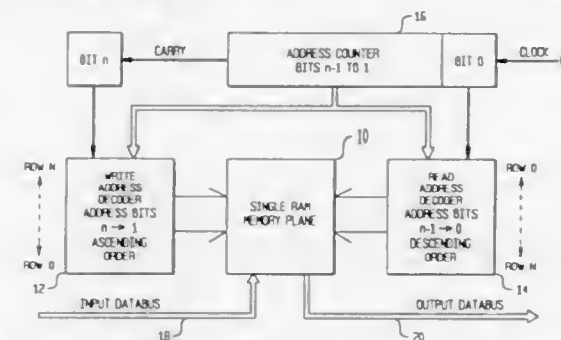 16
BIT n
CARRY
ADDRESS COUNTER
BITS n-1 TO 1
BIT 0
CLOCK
10
ROW N
ROW 0
WRITE
ADDRESS
DECODER
ADDRESS BITS
n → 1
ASCENDING
ORDER
SINGLE RAM
MEMORY PLANE
READ
ADDRESS
DECODER
ADDRESS BITS
n-1 → 0
DESCENDING
ORDER
ROW 0
ROW N
12
14
INPUT DATABUS
OUTPUT DATABUS
18
20